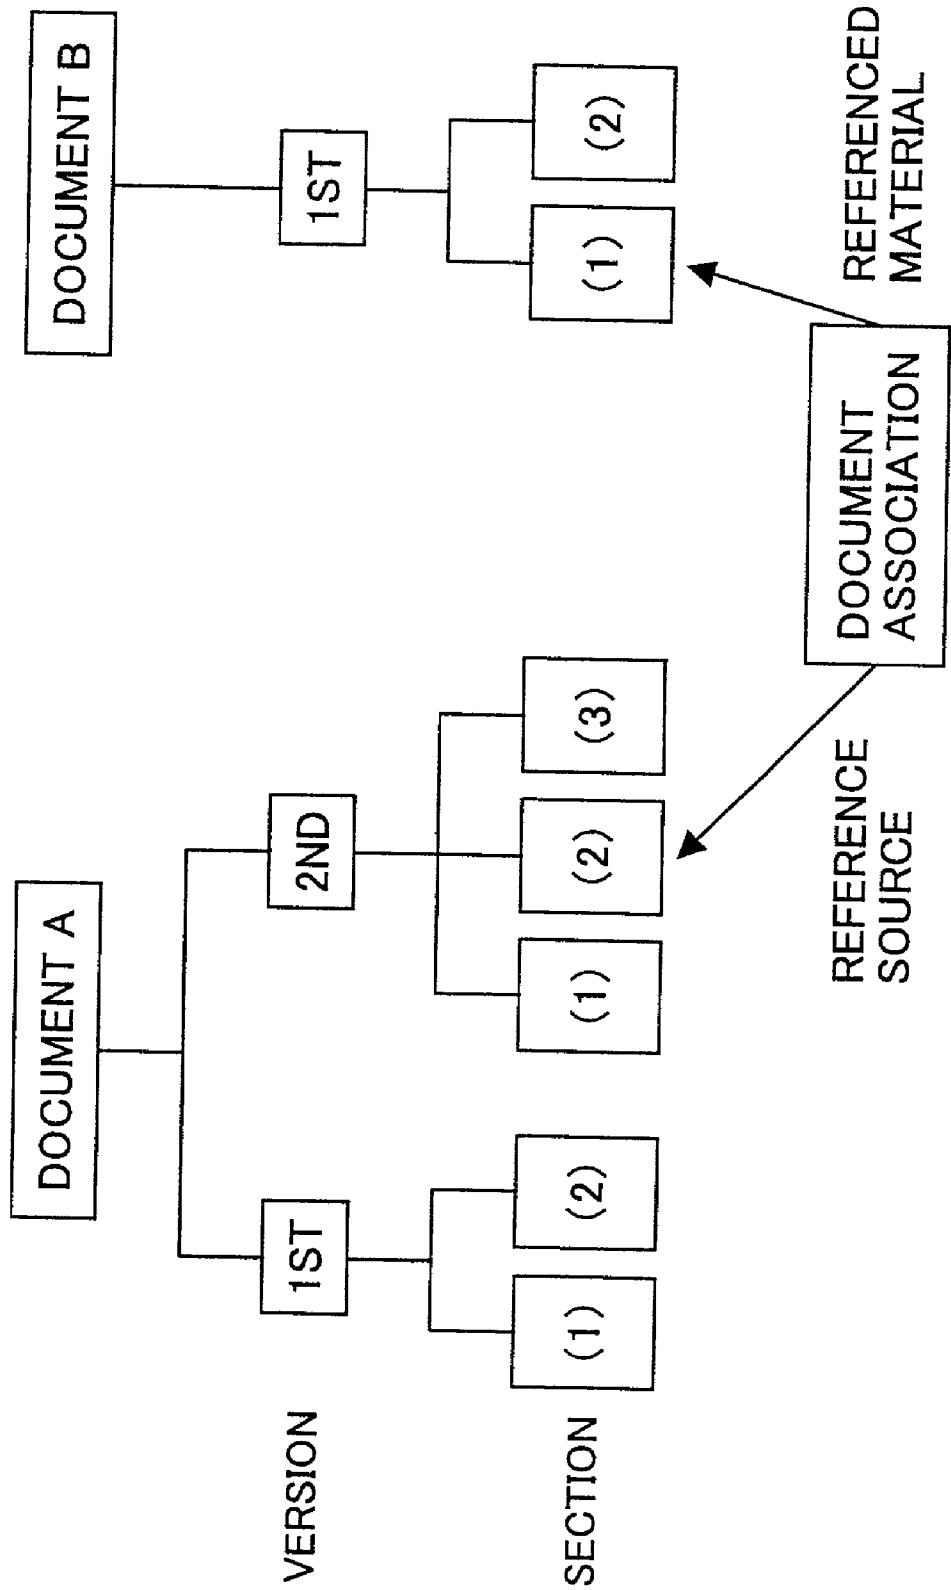 DOCUMENT A
DOCUMENT B
VERSION
1ST
2ND
1ST
SECTION
(1)
(2)
(1)
(2)
(3)
(1)
(2)
REFERENCE
SOURCE
DOCUMENT
ASSOCIATION
REFERENCED
MATERIAL